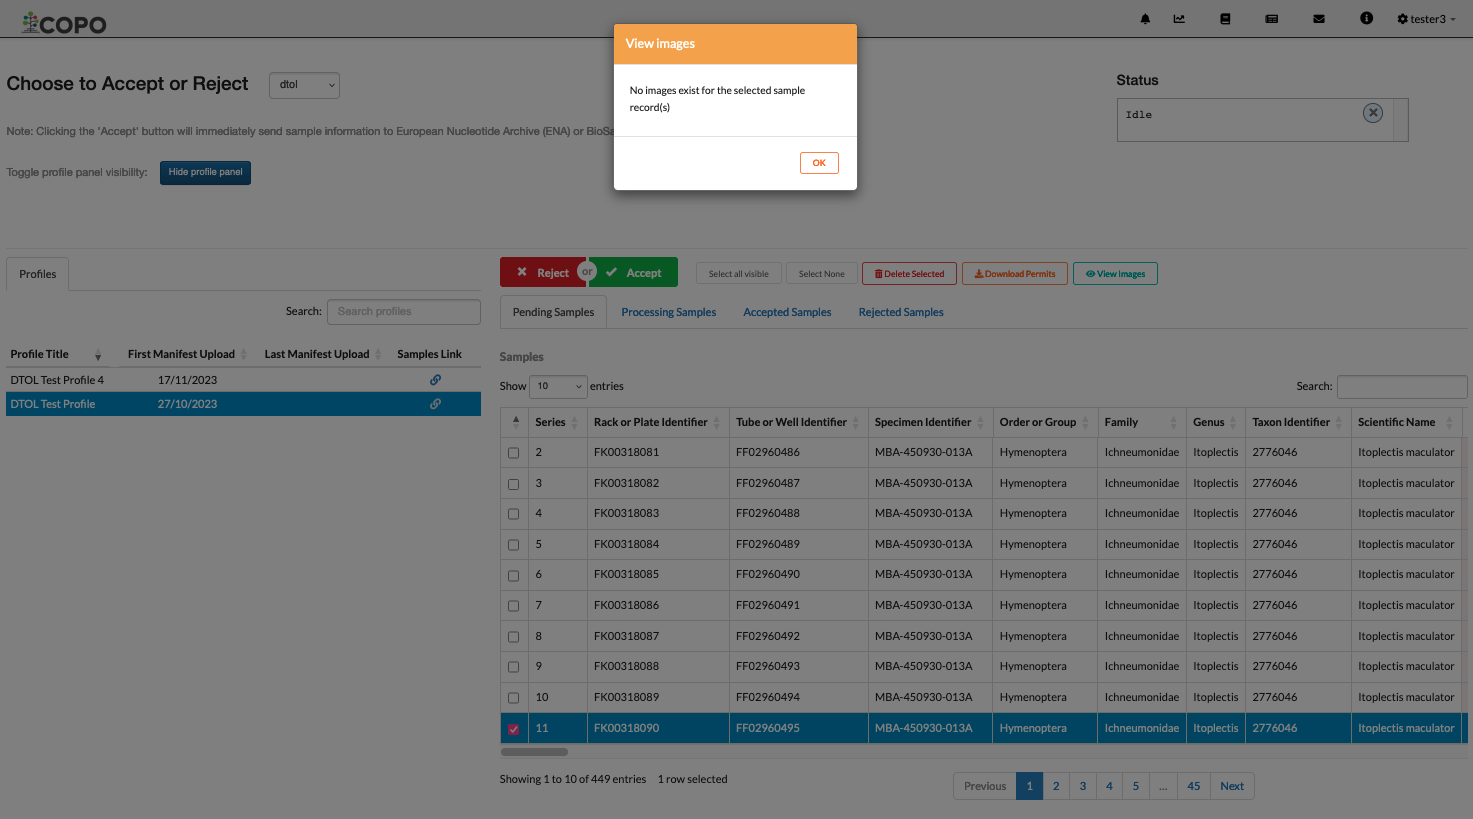 COPO
tester3
View images
No images exist for the selected sample
record(s)
OK
Choose to Accept or Reject
dtol
Status
Idle
Note: Clicking the 'Accept' button will immediately send sample information to European Nucleotide Archive (ENA) or
Toggle profile panel visibility:
Hide profile panel
Profiles
Search:
Search profiles
Profile Title First Manifest Upload Last Manifest Upload Samples Link
DTOL Test Profile 4 17/11/2023
DTOL Test Profile 27/10/2023
Reject or Accept
Select all visible
Select None
Delete Selected
Download Permits
View images
Pending Samples
Processing Samples
Accepted Samples
Rejected Samples
Samples
Show 10 entries
Search:
Series Rack or Plate Identifier Tube or Well Identifier Specimen Identifier Order or Group Family Genus Taxon Identifier Scientific Name
2 FK00318081 FF02960486 MBA-450930-013A Hymenoptera Ichneumonidae Itoplectis 2776046 Itoplectis maculator
3 FK00318082 FF02960487 MBA-450930-013A Hymenoptera Ichneumonidae Itoplectis 2776046 Itoplectis maculator
4 FK00318083 FF02960488 MBA-450930-013A Hymenoptera Ichneumonidae Itoplectis 2776046 Itoplectis maculator
5 FK00318084 FF02960489 MBA-450930-013A Hymenoptera Ichneumonidae Itoplectis 2776046 Itoplectis maculator
6 FK00318085 FF02960490 MBA-450930-013A Hymenoptera Ichneumonidae Itoplectis 2776046 Itoplectis maculator
7 FK00318086 FF02960491 MBA-450930-013A Hymenoptera Ichneumonidae Itoplectis 2776046 Itoplectis maculator
8 FK00318087 FF02960492 MBA-450930-013A Hymenoptera Ichneumonidae Itoplectis 2776046 Itoplectis maculator
9 FK00318088 FF02960493 MBA-450930-013A Hymenoptera Ichneumonidae Itoplectis 2776046 Itoplectis maculator
10 FK00318089 FF02960494 MBA-450930-013A Hymenoptera Ichneumonidae Itoplectis 2776046 Itoplectis maculator
11 FK00318090 FF02960495 MBA-450930-013A Hymenoptera Ichneumonidae Itoplectis 2776046 Itoplectis maculator
Showing 1 to 10 of 449 entries 1 row selected
Previous 1 2 3 4 5 ... 45 Next